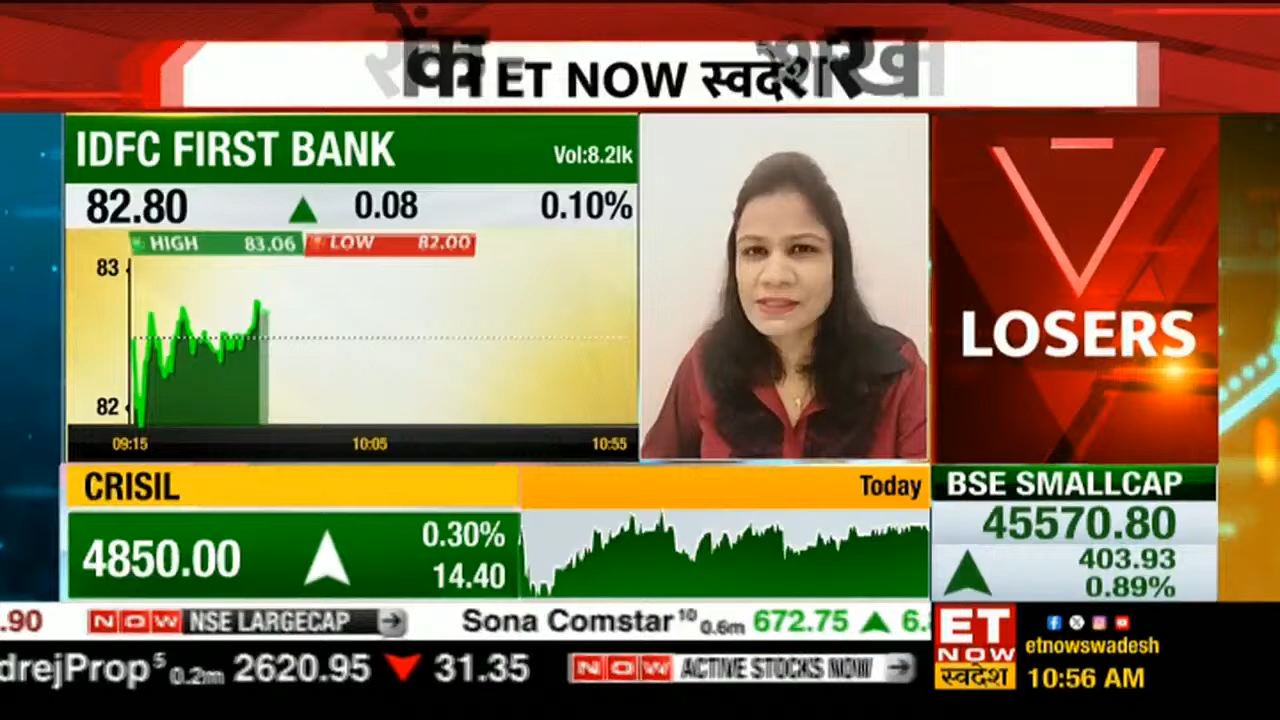 ET NOW स्वदेश
IDFC FIRST BANK
Vol:8.2lk
82.80
0.08
0.10%
HIGH 83.06
LOW 82.00
83
82
09:15
10:05
10:55
LOSERS
CRISIL
Today
4850.00
0.30%
14.40
BSE SMALLCAP
45570.80
403.93
0.89%
.90
NOW NSE LARGECAP
Sona Comstar 10 0.6m 672.75
drejProp 5 0.2m 2620.95 31.35
NOW ACTIVE STOCKS NOW
ET
NOW
स्वदेश
etnowswadesh
10:56 AM